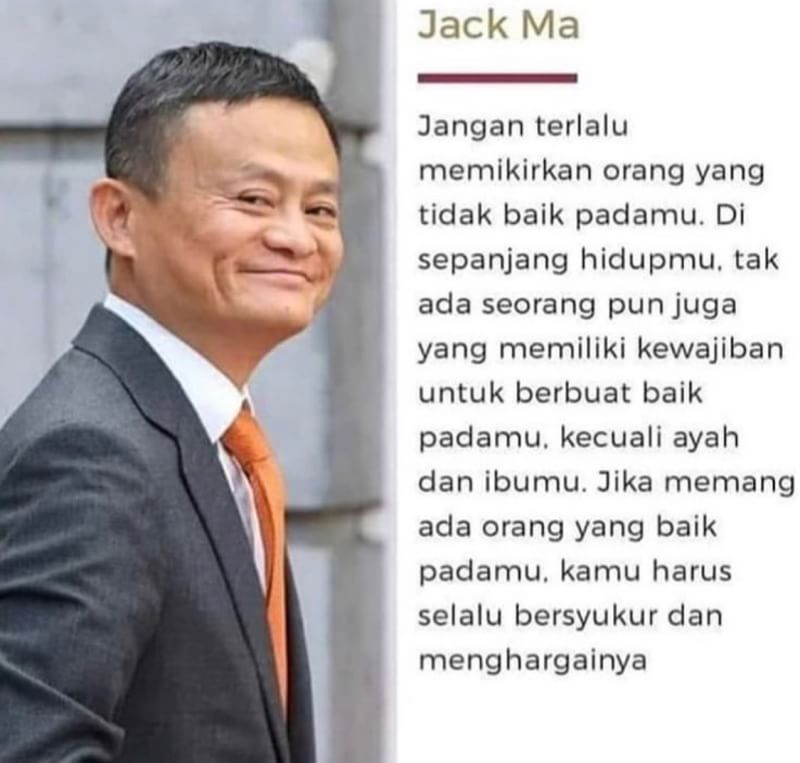 Jack Ma
Jangan terlalu
memikirkan orang yang
tidak baik padamu. Di
sepanjang hidupmu, tak
ada seorang pun juga
yang memiliki kewajiban
untuk berbuat baik
padamu, kecuali ayah
dan ibumu. Jika memang
ada orang yang baik
padamu, kamu harus
selalu bersyukur dan
menghargainya